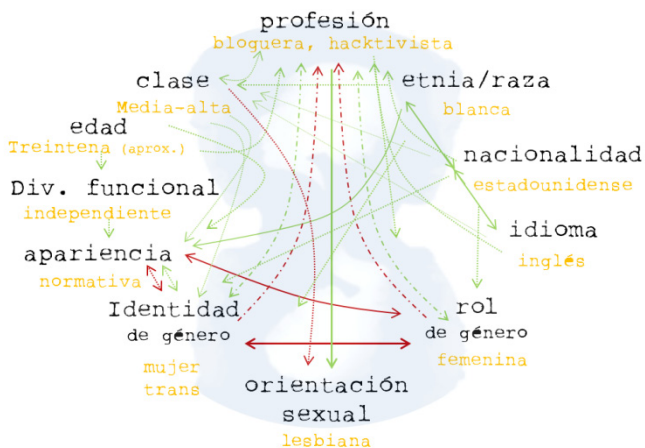 profesión
bloguera, hacktivista
clase
Media-alta
etnia/raza
blanca
edad
Treintena (aprox.)
nacionalidad
estadounidense
Div. funcional
independiente
idioma
inglés
apariencia
normativa
Identidad
de género
mujer
trans
rol
de género
femenina
orientación
sexual
lesbiana